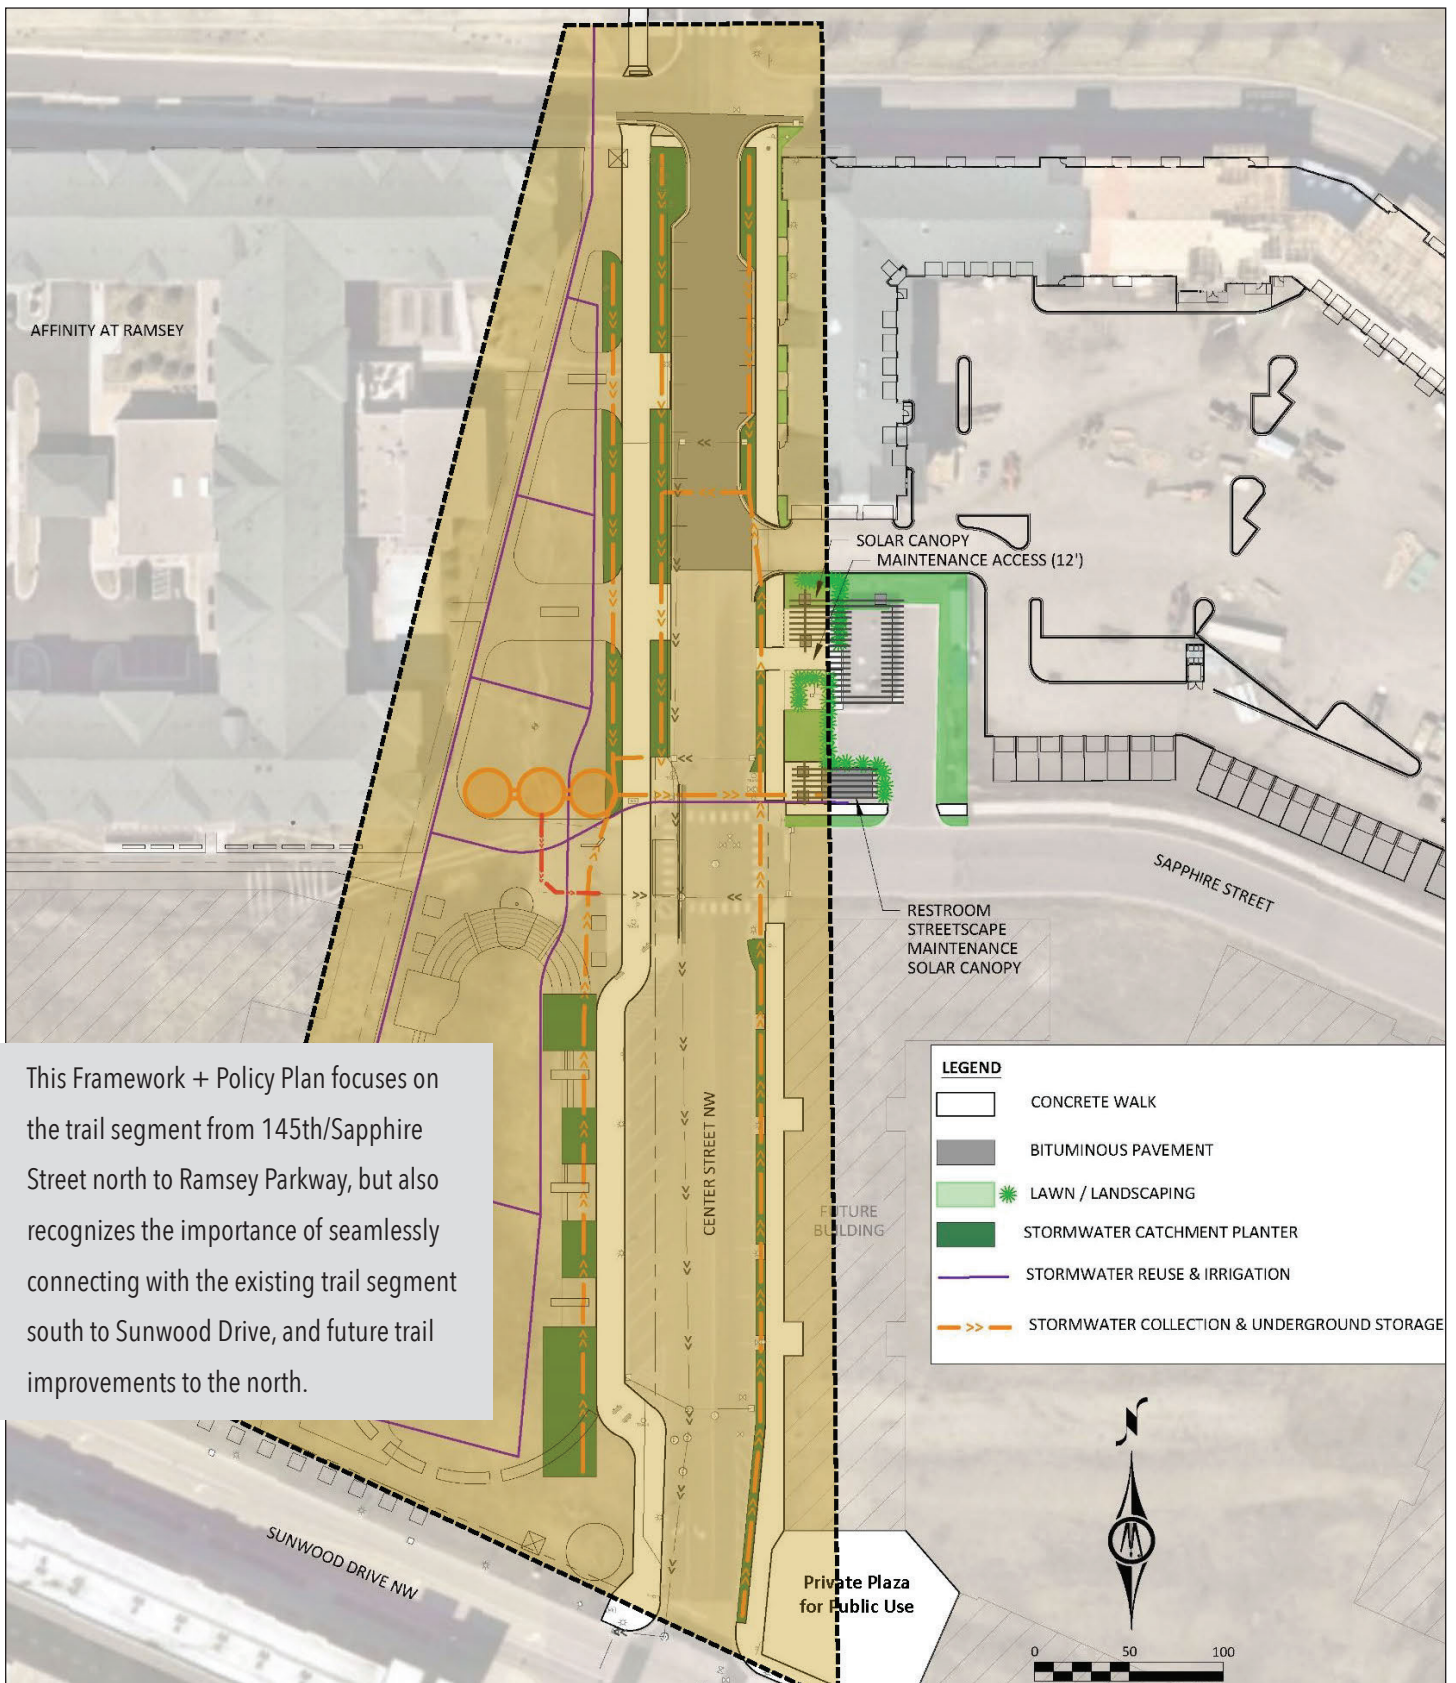 AFFINITY AT RAMSEY
SOLAR CANOPY
MAINTENANCE ACCESS (12')
SAPPHIRE STREET
RESTROOM
STREETSCAPE
MAINTENANCE
SOLAR CANOPY
This Framework + Policy Plan focuses on
the trail segment from 145th/Sapphire
Street north to Ramsey Parkway, but also
recognizes the importance of seamlessly
connecting with the existing trail segment
south to Sunwood Drive, and future trail
improvements to the north.
CENTER STREET NW
FUTURE
BUILDING
LEGEND
CONCRETE WALK
BITUMINOUS PAVEMENT
LAWN / LANDSCAPING
STORMWATER CATCHMENT PLANTER
STORMWATER REUSE & IRRIGATION
STORMWATER COLLECTION & UNDERGROUND STORAGE
N
SUNWOOD DRIVE NW
Private Plaza
for Public Use
0 50 100